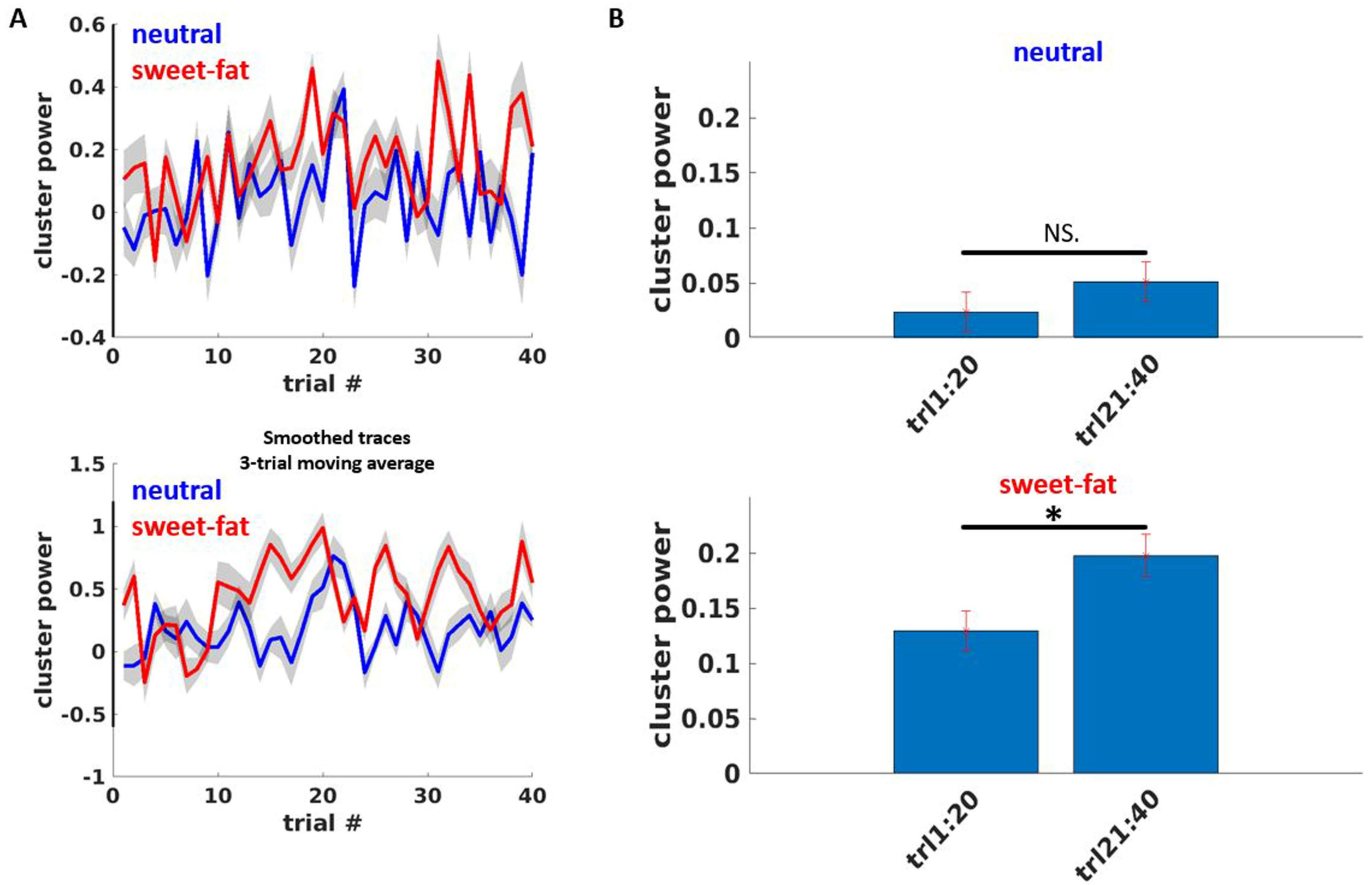 A
neutral
sweet-fat
cluster power
0.6
0.4
0.2
0
-0.2
-0.4
0
10
20
30
40
trial #
Smoothed traces
3-trial moving average
neutral
sweet-fat
cluster power
1.5
1
0.5
0
-0.5
-1
0
10
20
30
40
trial #
B
neutral
cluster power
0.2
0.15
0.1
0.05
0
NS.
trl1:20
trl21:40
sweet-fat
*
cluster power
0.2
0.15
0.1
0.05
0
trl1:20
trl21:40